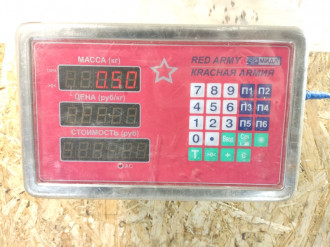 МАССА (кг)
0.50
RED ARMY
КРАСНАЯ АРМИЯ
ЦЕНА (руб/кг)
СТОИМОСТЬ (руб)
7 8 9 П1 П2
4 5 6 П3 П4
1 2 3 П5 П6
0 •
T + C